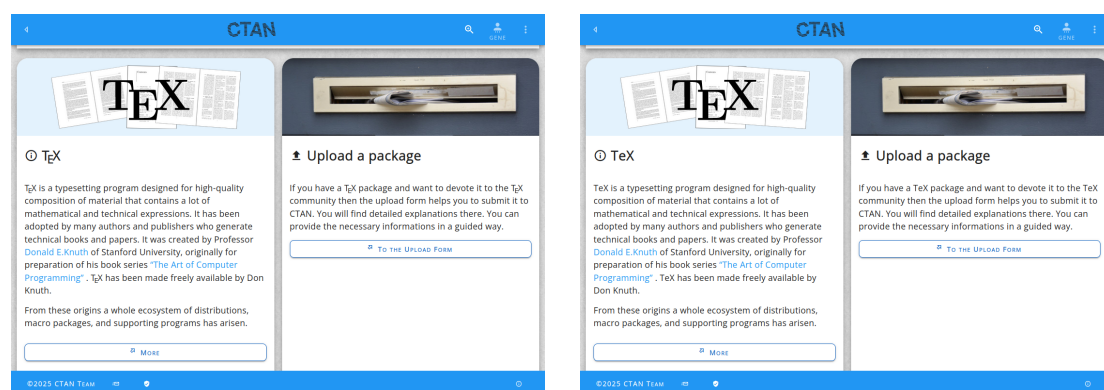 CTAN
GENE
TEX
TEX
TEX is a typesetting program designed for high-quality
composition of material that contains a lot of
mathematical and technical expressions. It has been
adopted by many authors and publishers who generate
technical books and papers. It was created by Professor
Donald E.Knuth of Stanford University, originally for
preparation of his book series "The Art of Computer
Programming" . TEX has been made freely available by Don
Knuth.
From these origins a whole ecosystem of distributions,
macro packages, and supporting programs has arisen.
More
Upload a package
If you have a TEX package and want to devote it to the TEX
community then the upload form helps you to submit it to
CTAN. You will find detailed explanations there. You can
provide the necessary informations in a guided way.
To the Upload Form
©2025 CTAN Team
CTAN
GENE
TEX
TeX
TeX is a typesetting program designed for high-quality
composition of material that contains a lot of
mathematical and technical expressions. It has been
adopted by many authors and publishers who generate
technical books and papers. It was created by Professor
Donald E.Knuth of Stanford University, originally for
preparation of his book series "The Art of Computer
Programming" . TeX has been made freely available by
Don Knuth.
From these origins a whole ecosystem of distributions,
macro packages, and supporting programs has arisen.
More
Upload a package
If you have a TeX package and want to devote it to the TeX
community then the upload form helps you to submit it to
CTAN. You will find detailed explanations there. You can
provide the necessary informations in a guided way.
To the Upload Form
©2025 CTAN Team